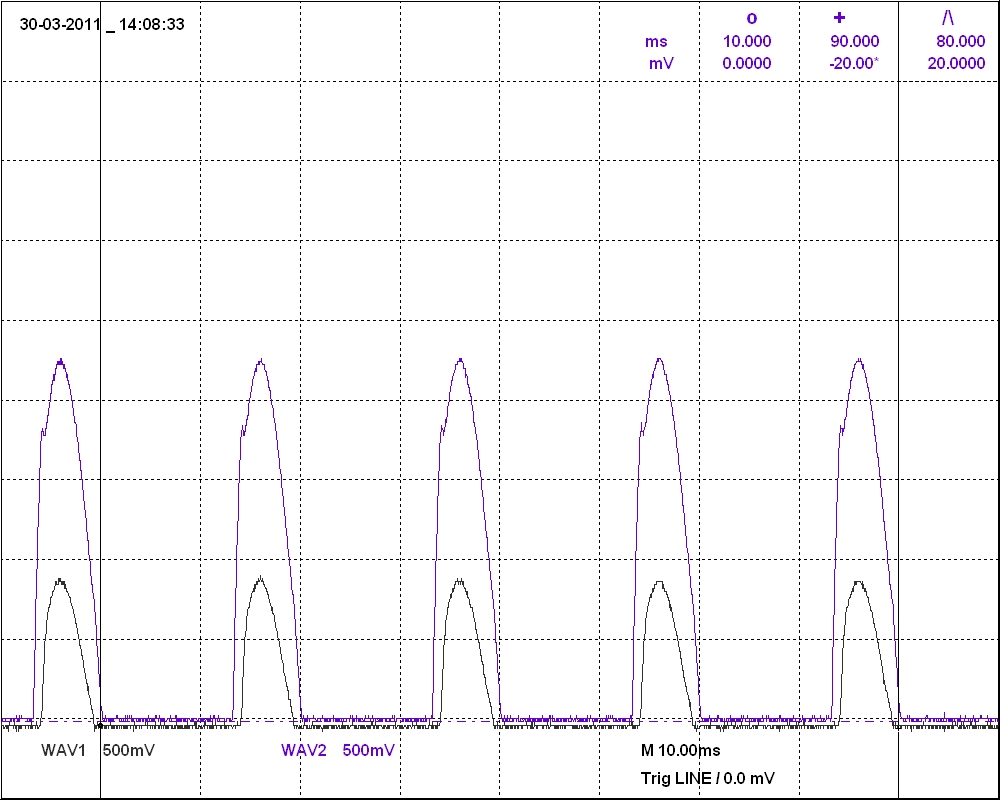 30-03-2011 _ 14:08:33
o + /\
ms 10.000 90.000 80.000
mV 0.0000 -20.00* 20.0000
WAV1 500mV WAV2 500mV M 10.00ms
Trig LINE / 0.0 mV